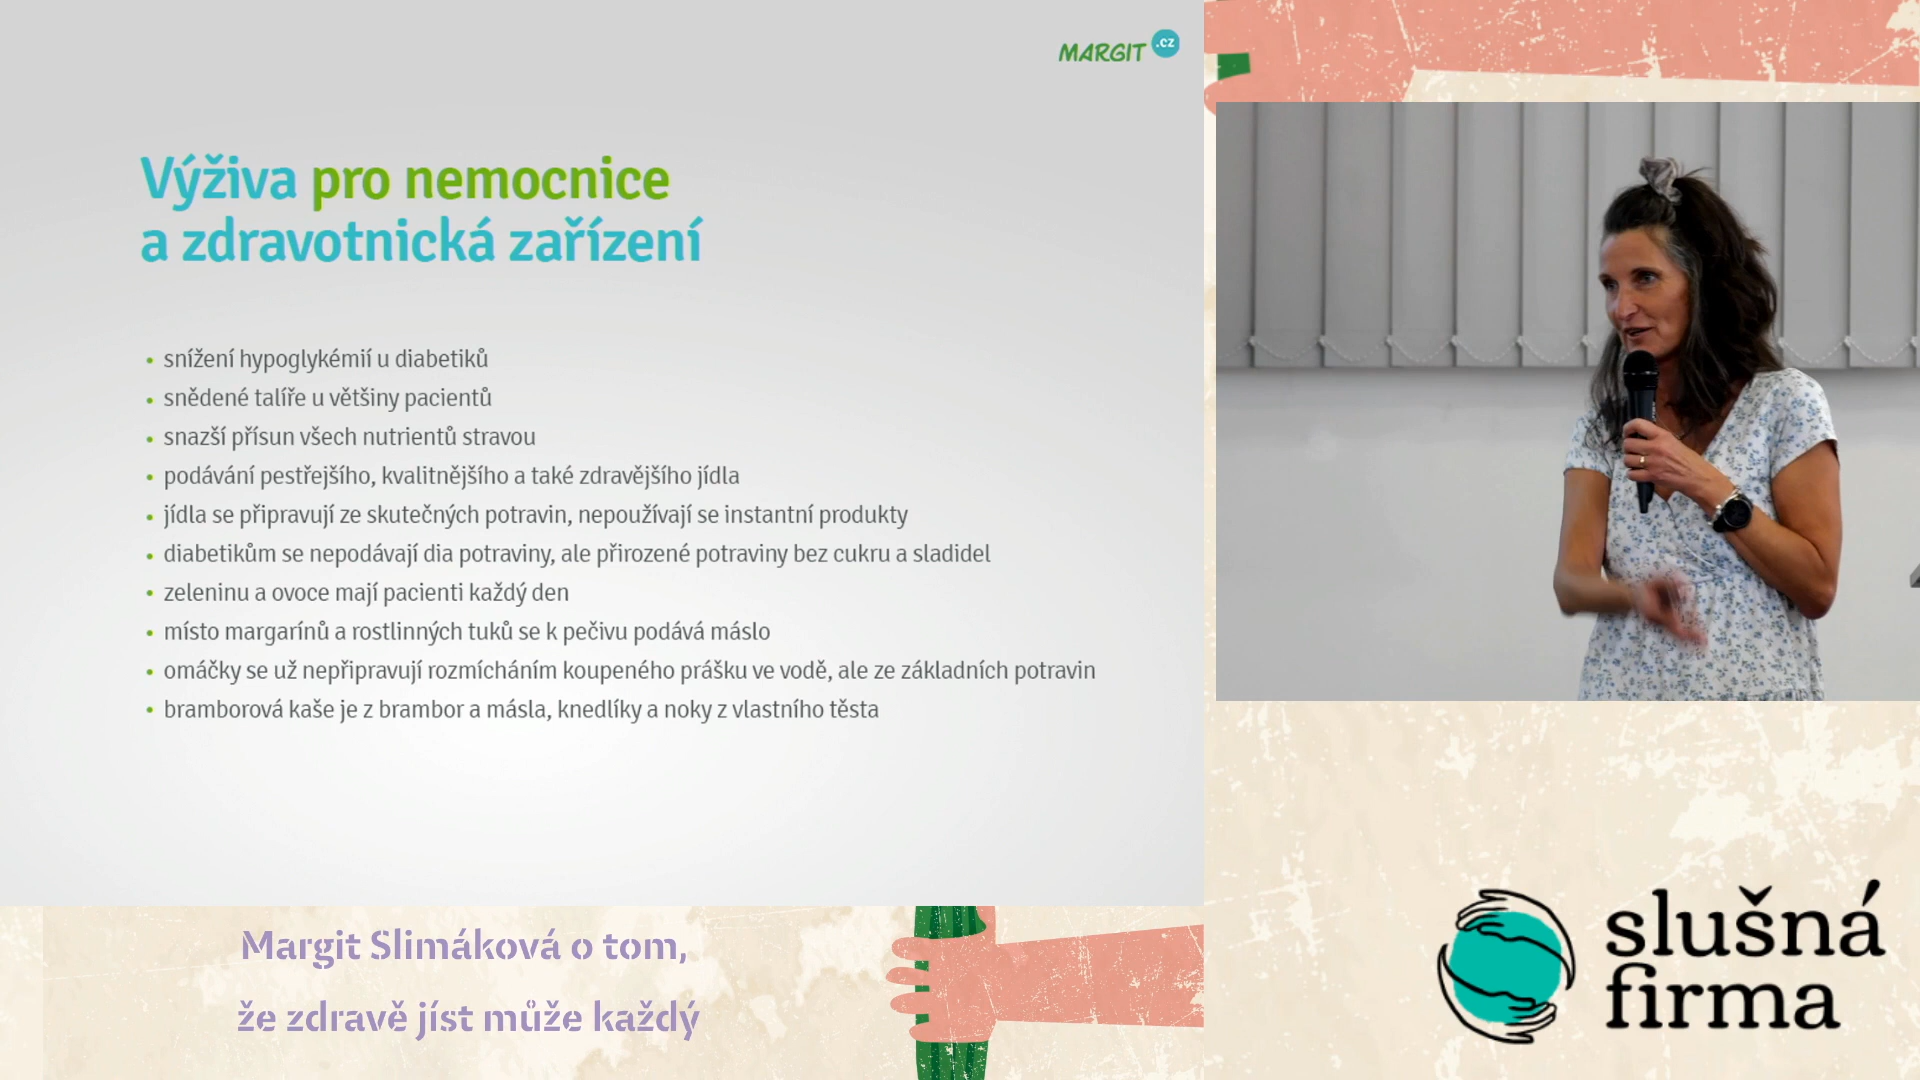 MARGIT .cz
Výživa pro nemocnice
a zdravotnická zařízení
• snížení hypoglykémií u diabetiků
• snědené talíře u většiny pacientů
• snazší přísun všech nutrientů stravou
• podávání pestřejšího, kvalitnějšího a také zdravějšího jídla
• jídla se připravují ze skutečných potravin, nepoužívají se instantní produkty
• diabetikům se nepodávají dia potraviny, ale přirozené potraviny bez cukru a sladidel
• zeleninu a ovoce mají pacienti každý den
• místo margarínů a rostlinných tuků se k pečivu podává máslo
• omáčky se už nepřipravují rozmícháním koupeného prášku ve vodě, ale ze základních potravin
• bramborová kaše je z brambor a másla, knedlíky a noky z vlastního těsta
Margit Slimáková o tom,
že zdravě jíst může každý
slušná
firma